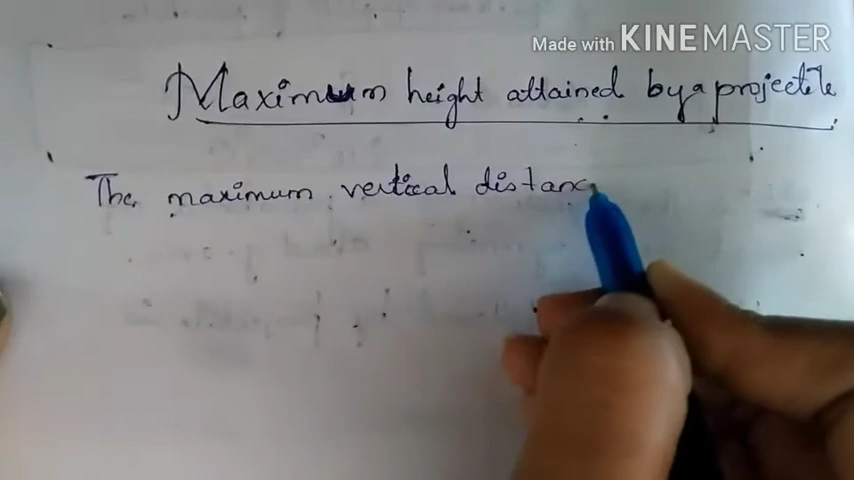 Made with KINEMASTER
Maximum height attained by a projectile
The maximum vertical distanc